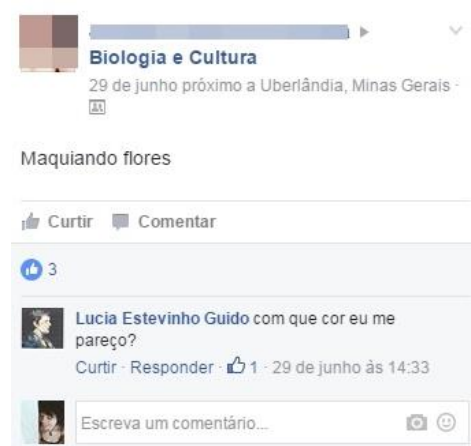 Biologia e Cultura
29 de junho próximo a Uberlândia, Minas Gerais ·
Maquiando flores
Curtir Comentar
3
Lucia Estevinho Guido com que cor eu me
pareço?
Curtir · Responder · 1 · 29 de junho às 14:33
Escreva um comentário...